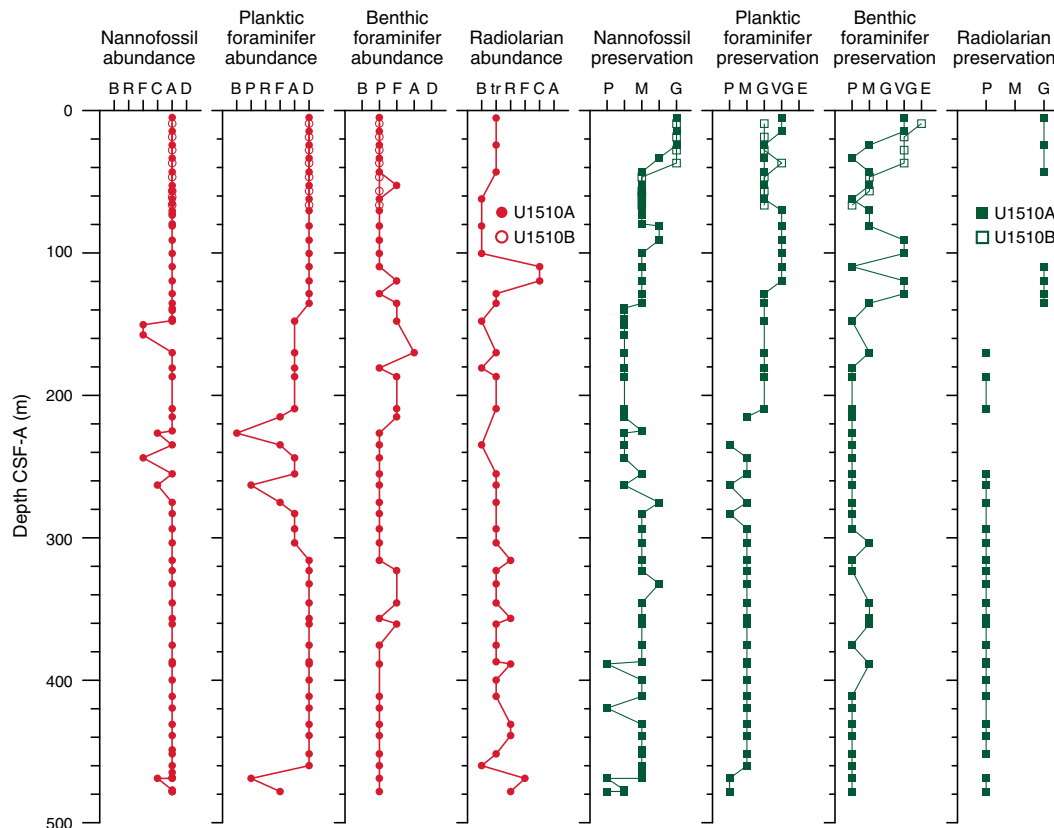 Nannofossil abundance
Planktic foraminifer abundance
Benthic foraminifer abundance
Radiolarian abundance
Nannofossil preservation
Planktic foraminifer preservation
Benthic foraminifer preservation
Radiolarian preservation
B R F C A D
B P R F A D
B P F A D
B tr R F C A
P M G
P M G VG E
P M G VG E
P M G
0
100
200
300
400
500
Depth CSF-A (m)
U1510A
U1510B
U1510A
U1510B